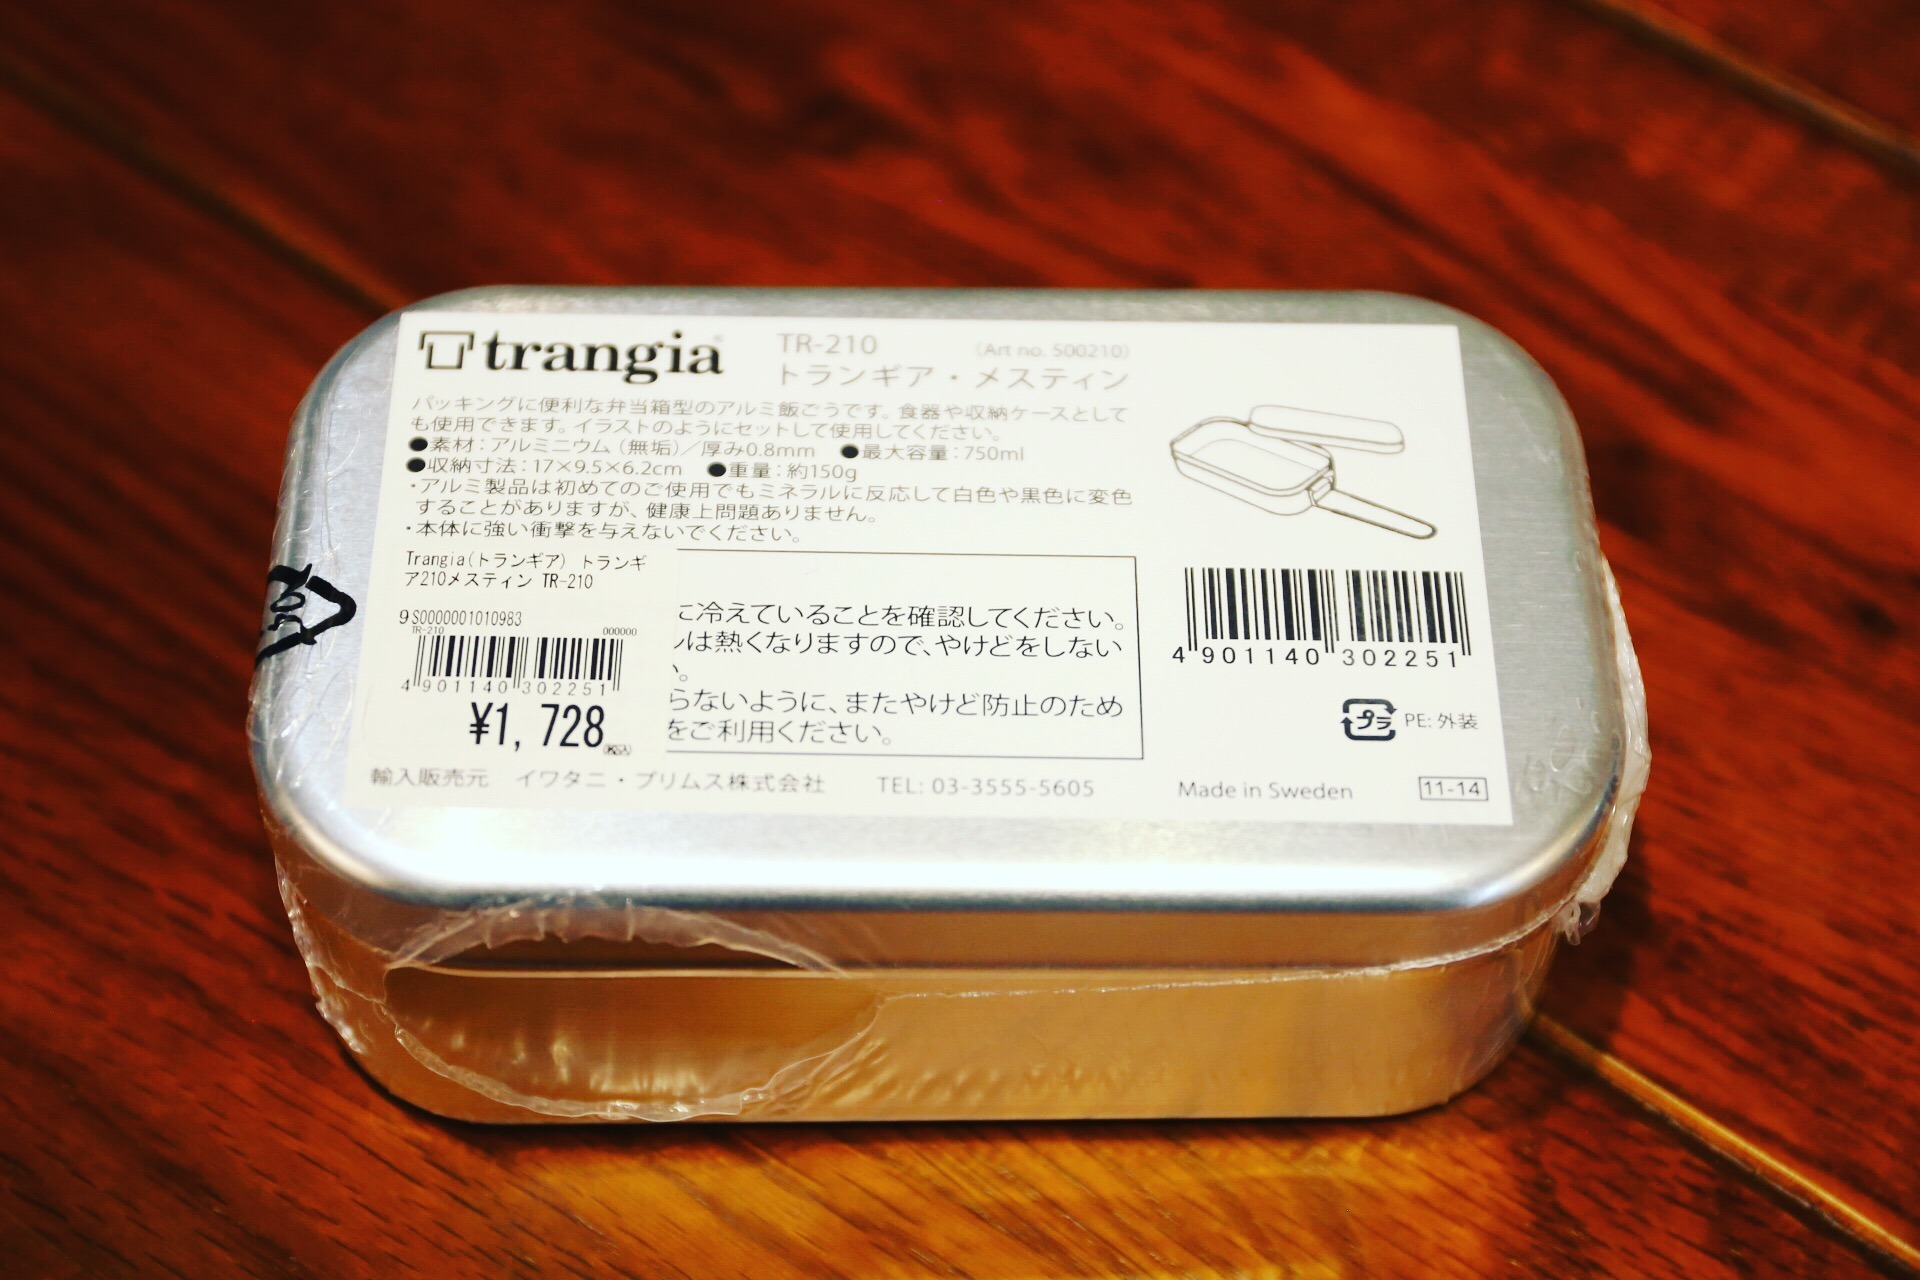 trangia
TR-210 (Art no. 500210)
トランギア・メスティン
パッキングに便利な弁当箱型のアルミ飯ごうです。食器や収納ケースとして
も使用できます。イラストのようにセットして使用してください。
●素材:アルミニウム(無垢)/厚み0.8mm ●最大容量:750ml
●収納寸法:17×9.5×6.2cm ●重量:約150g
・アルミ製品は初めてのご使用でもミネラルに反応して白色や黒色に変色
することがありますが、健康上問題ありません。
・本体に強い衝撃を与えないでください。
Trangia(トランギア) トランギ
ア210メスティン TR-210
9 S0000001010983
TR-210 000000
4 901140 302251
¥1,728(税込)
に冷えていることを確認してください。
は熱くなりますので、やけどをしない
。
らないように、またやけど防止のため
をご利用ください。
4 901140 302251
プラ PE:外装
輸入販売元 イワタニ・プリムス株式会社 TEL: 03-3555-5605 Made in Sweden 11-14